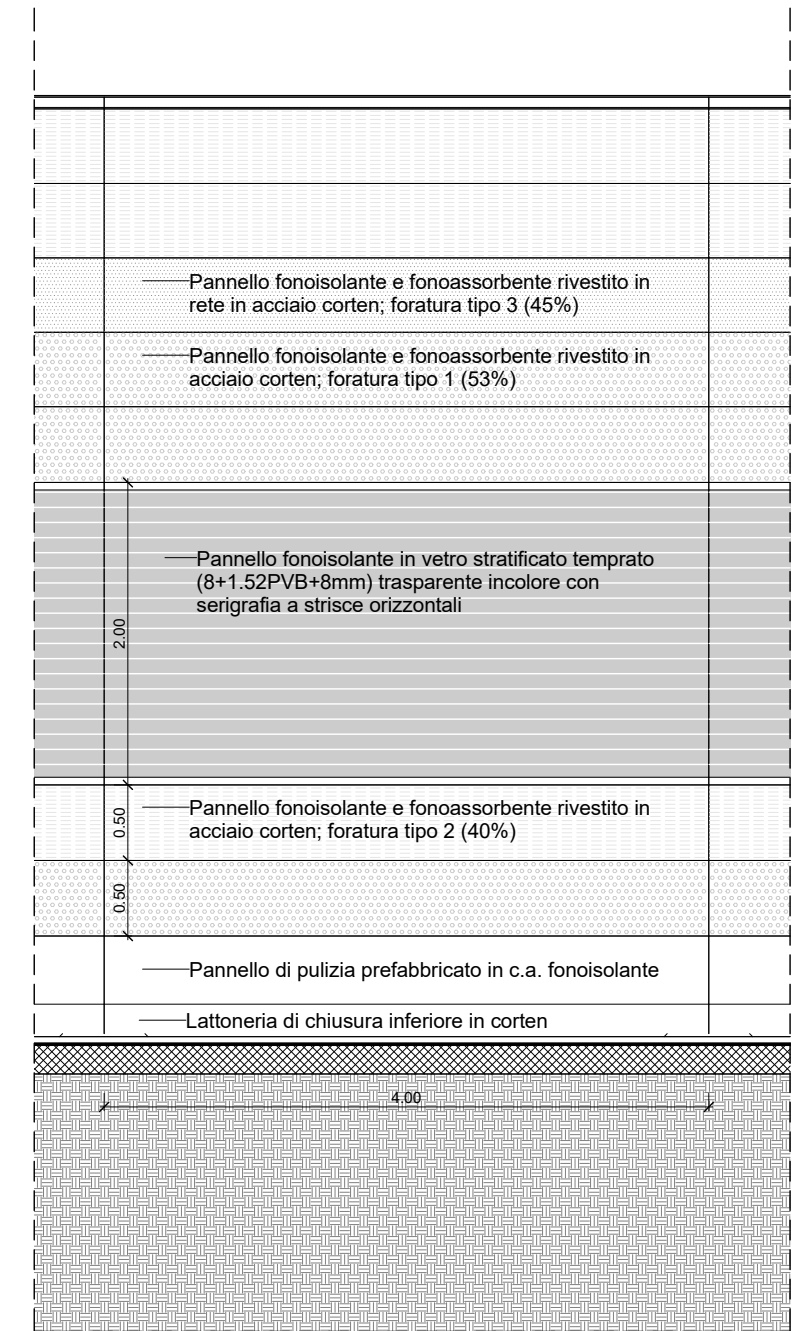 Pannello fonoisolante e fonoassorbente rivestito in
rete in acciaio corten; foratura tipo 3 (45%)
Pannello fonoisolante e fonoassorbente rivestito in
acciaio corten; foratura tipo 1 (53%)
Pannello fonoisolante in vetro stratificato temprato
(8+1.52PVB+8mm) trasparente incolore con
serigrafia a strisce orizzontali
2.00
Pannello fonoisolante e fonoassorbente rivestito in
acciaio corten; foratura tipo 2 (40%)
0.50
0.50
Pannello di pulizia prefabbricato in c.a. fonoisolante
Lattoneria di chiusura inferiore in corten
4.00